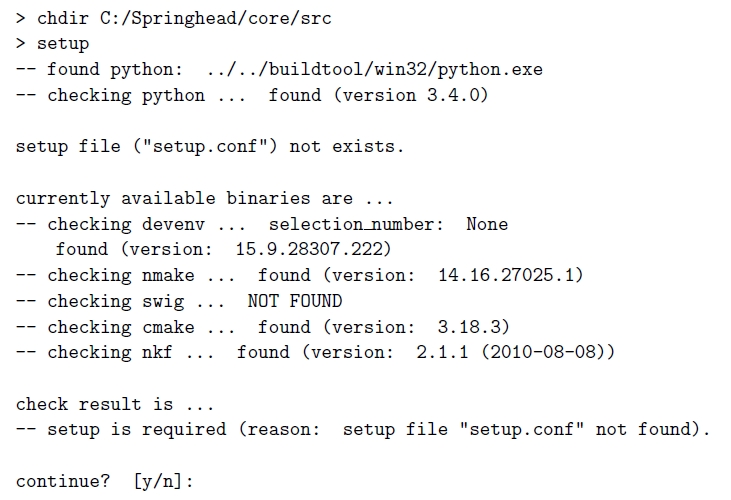 > chdir C:/Springhead/core/src
> setup
-- found python:  ../../buildtool/win32/python.exe
-- checking python ...  found (version 3.4.0)
setup file ("setup.conf") not exists.
currently available binaries are ...
-- checking devenv ...  selection_number:  None
found (version:  15.9.28307.222)
-- checking nmake ...  found (version:  14.16.27025.1)
-- checking swig ...  NOT FOUND
-- checking cmake ...  found (version:  3.18.3)
-- checking nkf ...  found (version:  2.1.1 (2010-08-08))
check result is ...
-- setup is required (reason:  setup file "setup.conf" not found).
continue?  [y/n]: